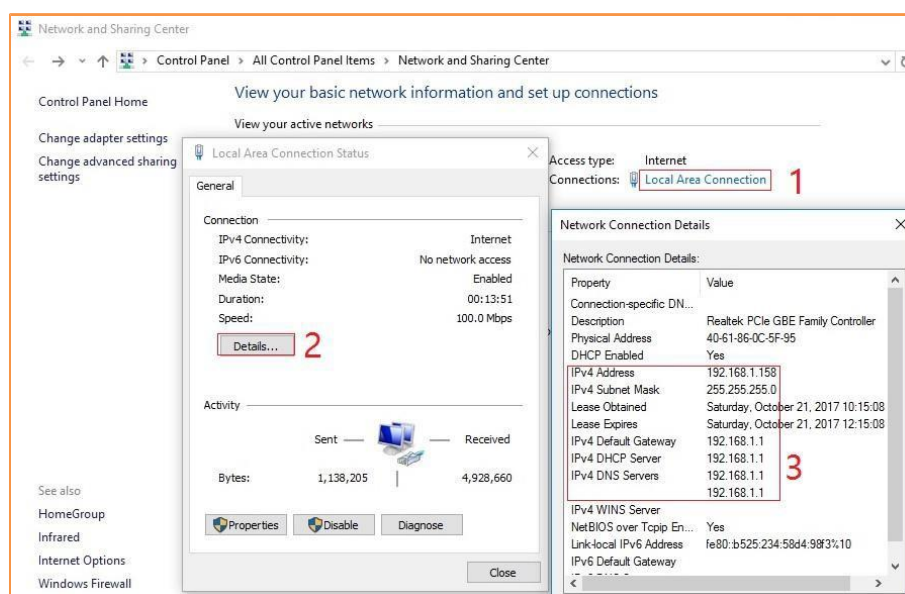 Network and Sharing Center
Control Panel > All Control Panel Items > Network and Sharing Center
Control Panel Home
Change adapter settings
Change advanced sharing
settings
See also
HomeGroup
Infrared
Internet Options
Windows Firewall
View your basic network information and set up connections
View your active networks
Access type: Internet
Connections: Local Area Connection 1
Local Area Connection Status
General
Connection
IPv4 Connectivity: Internet
IPv6 Connectivity: No network access
Media State: Enabled
Duration: 00:13:51
Speed: 100.0 Mbps
Details... 2
Activity
Sent — — Received
Bytes: 1,138,205 4,928,660
Properties Disable Diagnose
Close
Network Connection Details
Network Connection Details:
Property Value
Connection-specific DN...
Description Realtek PCIe GBE Family Controller
Physical Address 40-61-86-0C-5F-95
DHCP Enabled Yes
IPv4 Address 192.168.1.158
IPv4 Subnet Mask 255.255.255.0
Lease Obtained Saturday, October 21, 2017 10:15:08
Lease Expires Saturday, October 21, 2017 12:15:08
IPv4 Default Gateway 192.168.1.1
IPv4 DHCP Server 192.168.1.1
IPv4 DNS Servers 192.168.1.1 3
192.168.1.1
IPv4 WINS Server
NetBIOS over Tcpip En... Yes
Link-local IPv6 Address fe80::b525:234:58d4:98f3%10
IPv6 Default Gateway